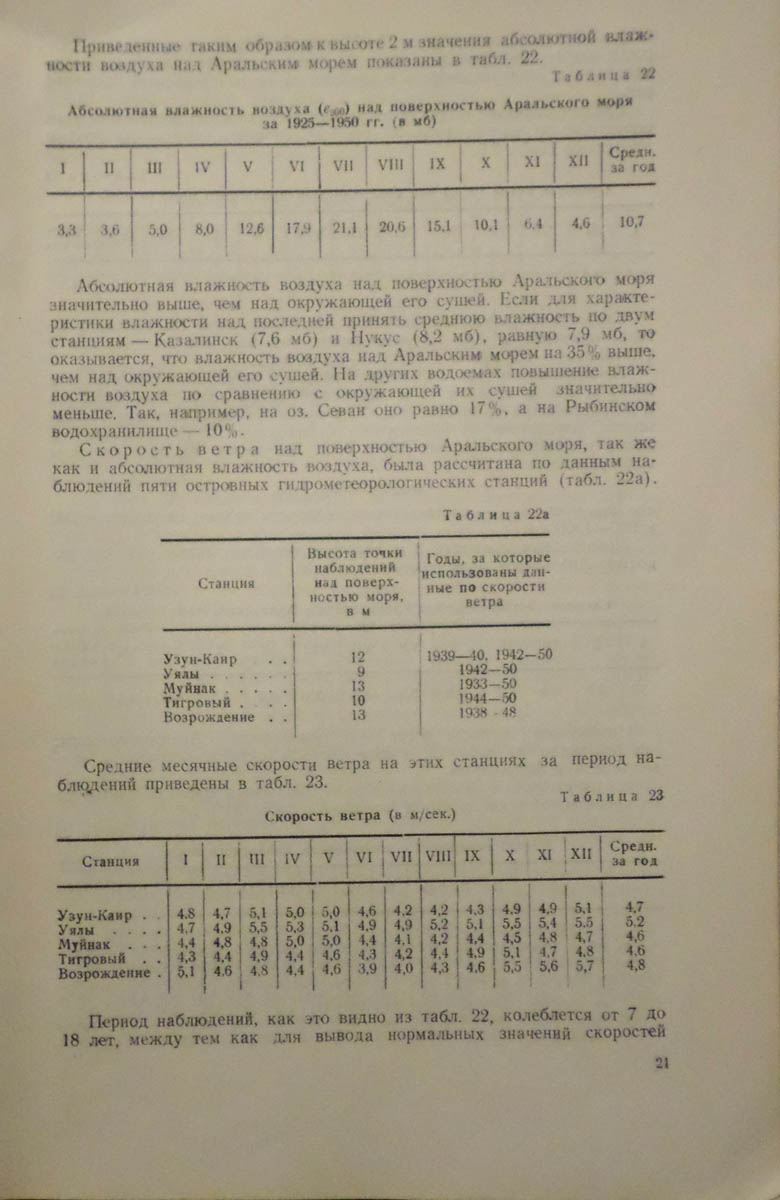 Приведенные таким образом к высоте 2 м значения абсолютной влаж-
ности воздуха над Аральским морем показаны в табл. 22.
Таблица 22
Абсолютная влажность воздуха (e₂₀₀) над поверхностью Аральского моря
за 1925—1950 гг. (в мб)
I II III IV V VI VII VIII IX X XI XII Средн. за год
3,3 3,6 5,0 8,0 12,6 17,9 21,1 20,6 15,1 10,1 6,4 4,6 10,7
Абсолютная влажность воздуха над поверхностью Аральского моря
значительно выше, чем над окружающей его сушей. Если для характе-
ристики влажности над последней принять среднюю влажность по двум
станциям — Казалинск (7,6 мб) и Нукус (8,2 мб), равную 7,9 мб, то
оказывается, что влажность воздуха над Аральским морем на 35% выше,
чем над окружающей его сушей. На других водоемах повышение влаж-
ности воздуха по сравнению с окружающей их сушей значительно
меньше. Так, например, на оз. Севан оно равно 17%, а на Рыбинском
водохранилище — 10%.
Скорость ветра над поверхностью Аральского моря, так же
как и абсолютная влажность воздуха, была рассчитана по данным на-
блюдений пяти островных гидрометеорологических станций (табл. 22а).
Таблица 22а
Станция Высота точки наблюдений над поверх-ностью моря, в м Годы, за которые использованы дан-ные по скорости ветра
Узун-Каир . . 12 1939—40, 1942—50
Уялы . . . . . . 9 1942—50
Муйнак . . . . . 13 1933—50
Тигровый . . . . 10 1944—50
Возрождение . . 13 1938-48
Средние месячные скорости ветра на этих станциях за период на-
блюдений приведены в табл. 23.
Таблица 23
Скорость ветра (в м/сек.)
Станция I II III IV V VI VII VIII IX X XI XII Средн. за год
Узун-Каир . . 4,8 4,7 5,1 5,0 5,0 4,6 4,2 4,2 4,3 4,9 4,9 5,1 4,7
Уялы . . . . 4,7 4,9 5,5 5,3 5,1 4,9 4,9 5,2 5,1 5,5 5,4 5,5 5,2
Муйнак . . . 4,4 4,8 4,8 5,0 5,0 4,4 4,1 4,2 4,4 4,5 4,8 4,7 4,6
Тигровый . . 4,3 4,4 4,9 4,4 4,6 4,3 4,2 4,4 4,9 5,1 4,7 4,8 4,6
Возрождение . 5,1 4,6 4,8 4,4 4,6 3,9 4,0 4,3 4,6 5,5 5,6 5,7 4,8
Период наблюдений, как это видно из табл. 22, колеблется от 7 до
18 лет, между тем как для вывода нормальных значений скоростей
21